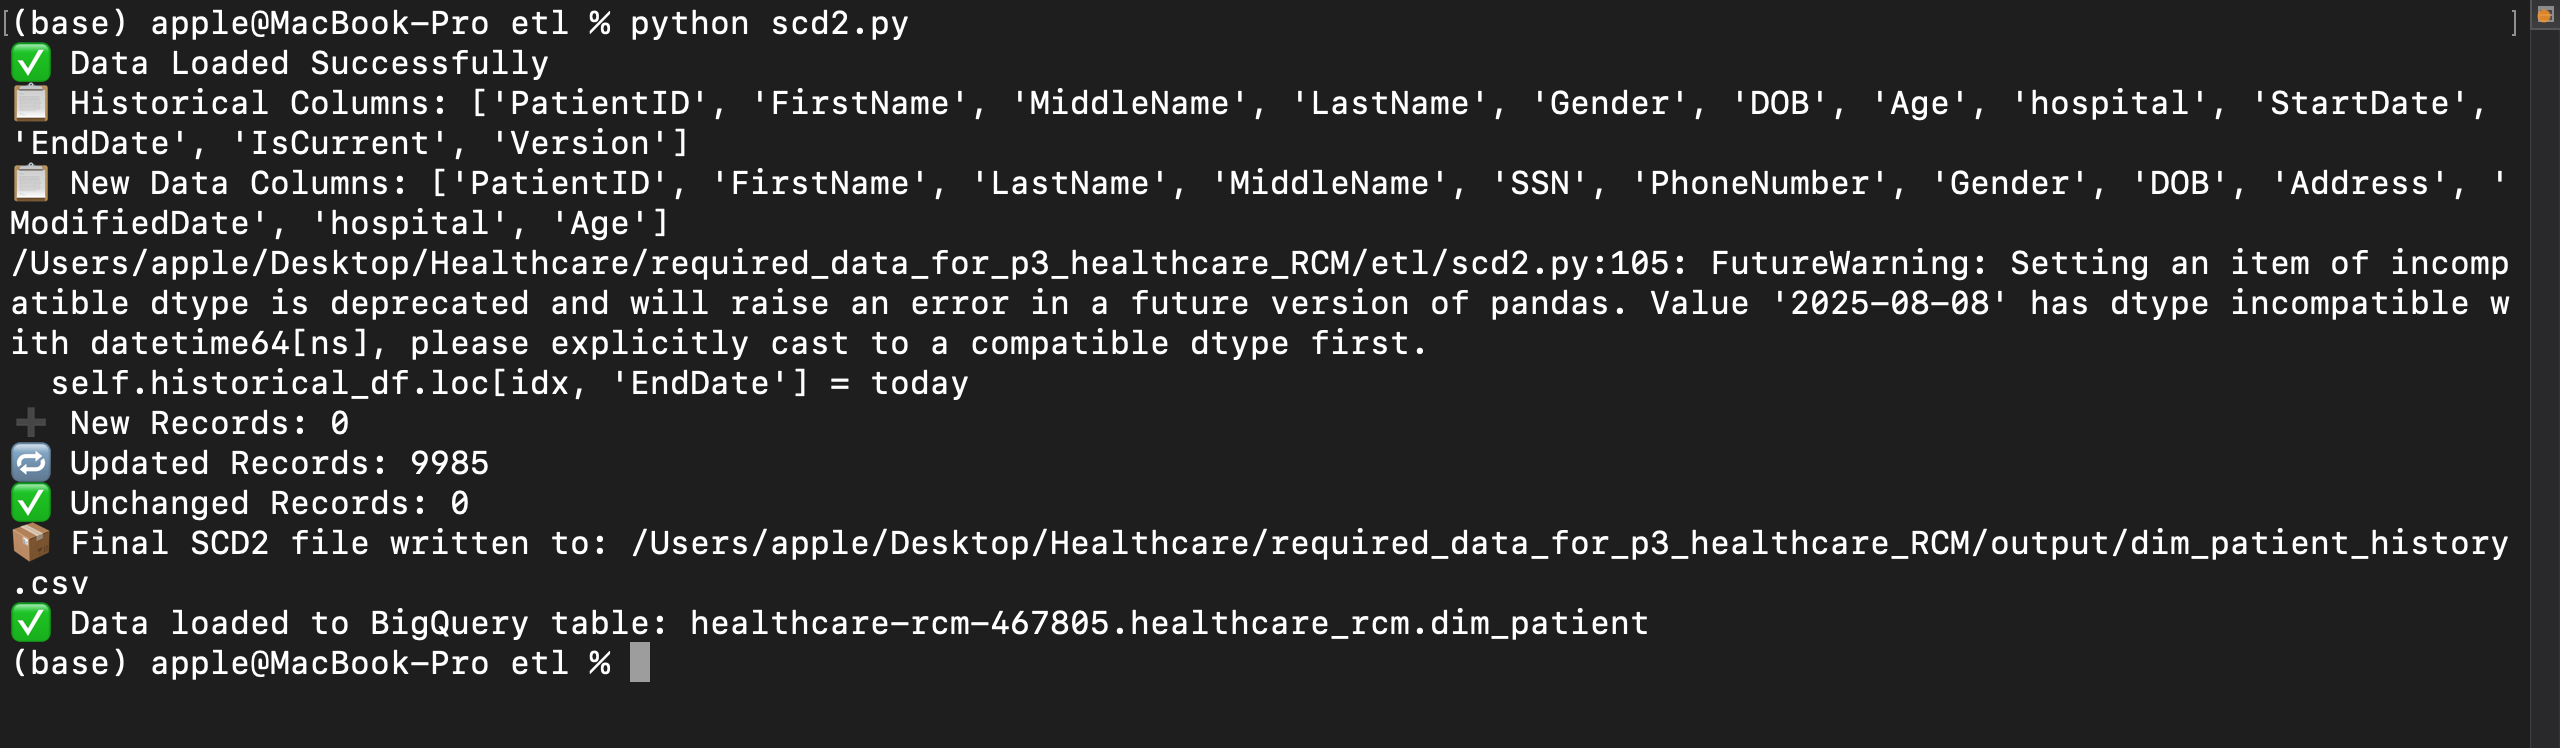 [(base) apple@MacBook-Pro etl % python scd2.py ]
✅ Data Loaded Successfully
📋 Historical Columns: ['PatientID', 'FirstName', 'MiddleName', 'LastName', 'Gender', 'DOB', 'Age', 'hospital', 'StartDate',
'EndDate', 'IsCurrent', 'Version']
📋 New Data Columns: ['PatientID', 'FirstName', 'LastName', 'MiddleName', 'SSN', 'PhoneNumber', 'Gender', 'DOB', 'Address', '
ModifiedDate', 'hospital', 'Age']
/Users/apple/Desktop/Healthcare/required_data_for_p3_healthcare_RCM/etl/scd2.py:105: FutureWarning: Setting an item of incomp
atible dtype is deprecated and will raise an error in a future version of pandas. Value '2025-08-08' has dtype incompatible w
ith datetime64[ns], please explicitly cast to a compatible dtype first.
  self.historical_df.loc[idx, 'EndDate'] = today
➕ New Records: 0
🔁 Updated Records: 9985
✅ Unchanged Records: 0
📦 Final SCD2 file written to: /Users/apple/Desktop/Healthcare/required_data_for_p3_healthcare_RCM/output/dim_patient_history
.csv
✅ Data loaded to BigQuery table: healthcare-rcm-467805.healthcare_rcm.dim_patient
(base) apple@MacBook-Pro etl %